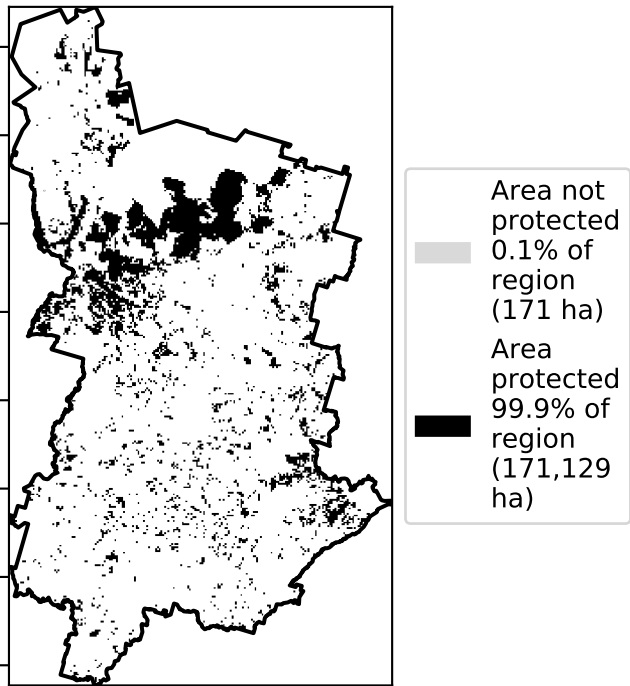 Area not
protected
0.1% of
region
(171 ha)
Area
protected
99.9% of
region
(171,129
ha)